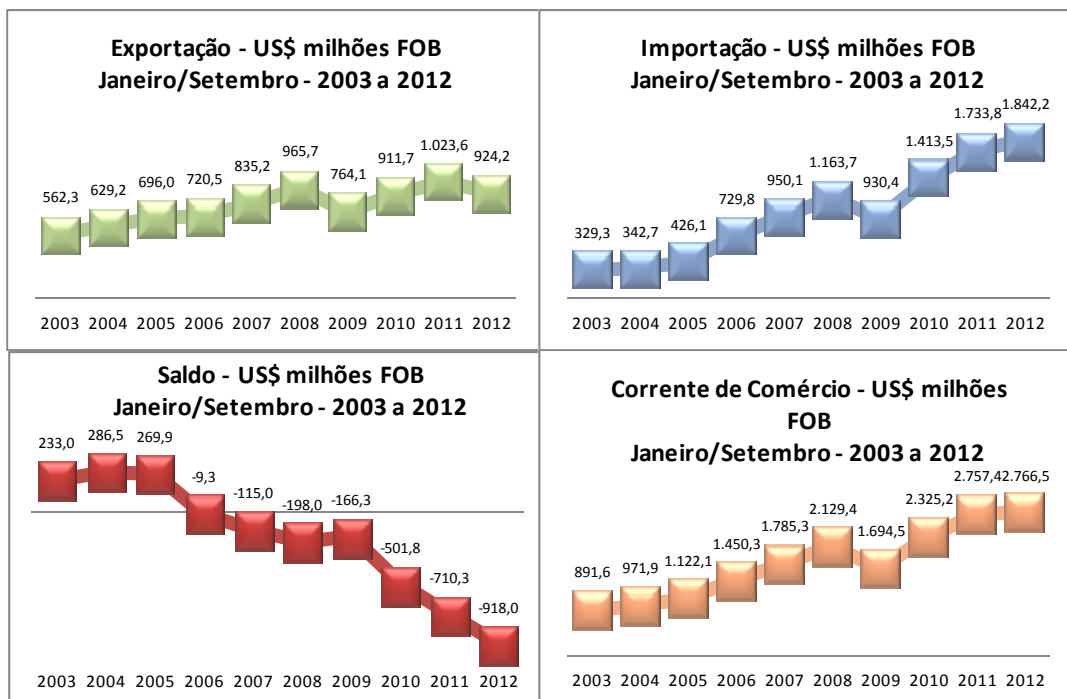 Exportação - US$ milhões FOB
Janeiro/Setembro - 2003 a 2012
562,3 629,2 696,0 720,5 835,2 965,7 764,1 911,7 1.023,6 924,2
2003 2004 2005 2006 2007 2008 2009 2010 2011 2012
Importação - US$ milhões FOB
Janeiro/Setembro - 2003 a 2012
329,3 342,7 426,1 729,8 950,1 1.163,7 930,4 1.413,5 1.733,8 1.842,2
2003 2004 2005 2006 2007 2008 2009 2010 2011 2012
Saldo - US$ milhões FOB
Janeiro/Setembro - 2003 a 2012
233,0 286,5 269,9 -9,3 -115,0 -198,0 -166,3 -501,8 -710,3 -918,0
2003 2004 2005 2006 2007 2008 2009 2010 2011 2012
Corrente de Comércio - US$ milhões
FOB
Janeiro/Setembro - 2003 a 2012
891,6 971,9 1.122,1 1.450,3 1.785,3 2.129,4 1.694,5 2.325,2 2.757,4 2.766,5
2003 2004 2005 2006 2007 2008 2009 2010 2011 2012